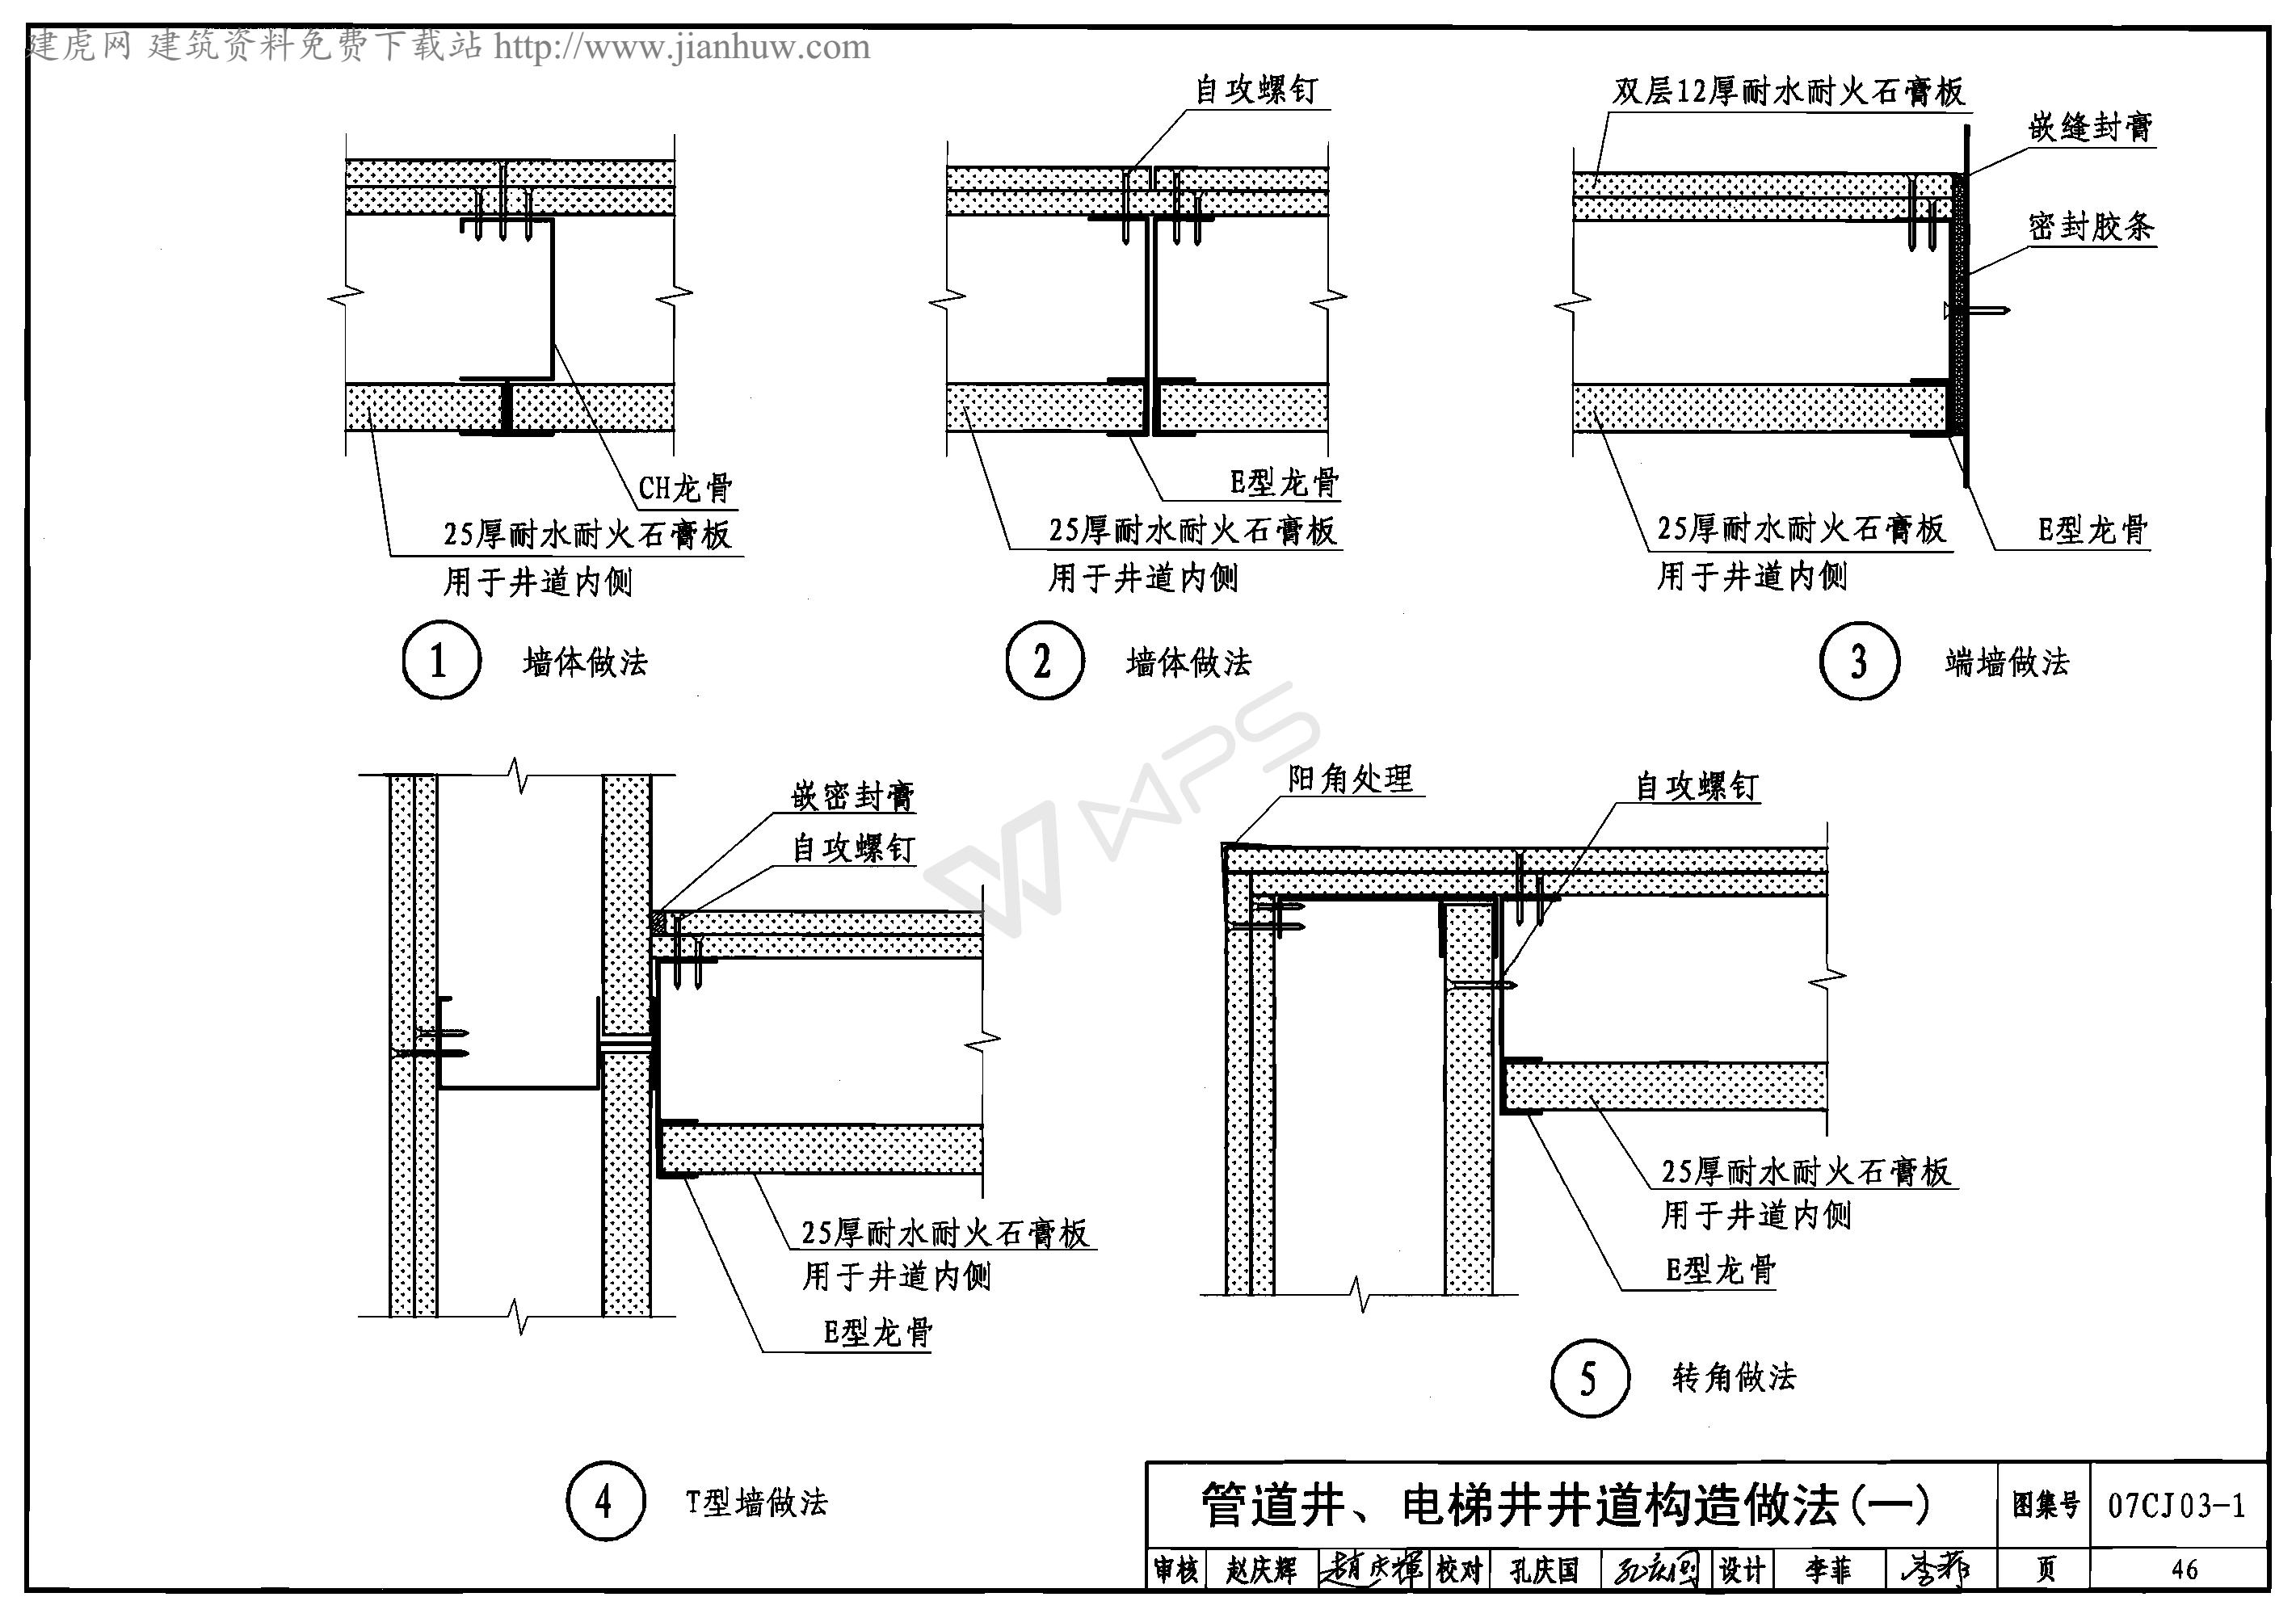 建虎网 建筑资料免费下载站 http://www.jianhuw.com
CH龙骨
25厚耐水耐火石膏板
用于井道内侧
1 墙体做法
自攻螺钉
E型龙骨
25厚耐水耐火石膏板
用于井道内侧
2 墙体做法
双层12厚耐水耐火石膏板
嵌缝封膏
密封胶条
25厚耐水耐火石膏板
用于井道内侧
E型龙骨
3 端墙做法
WPS
嵌密封膏
自攻螺钉
25厚耐水耐火石膏板
用于井道内侧
E型龙骨
4 T型墙做法
阳角处理
自攻螺钉
25厚耐水耐火石膏板
用于井道内侧
E型龙骨
5 转角做法
管道井、电梯井井道构造做法(一)
图集号 07CJ03-1
审核 赵庆辉 赵庆辉 校对 孔庆国 孔庆国 设计 李菲 李菲
页 46